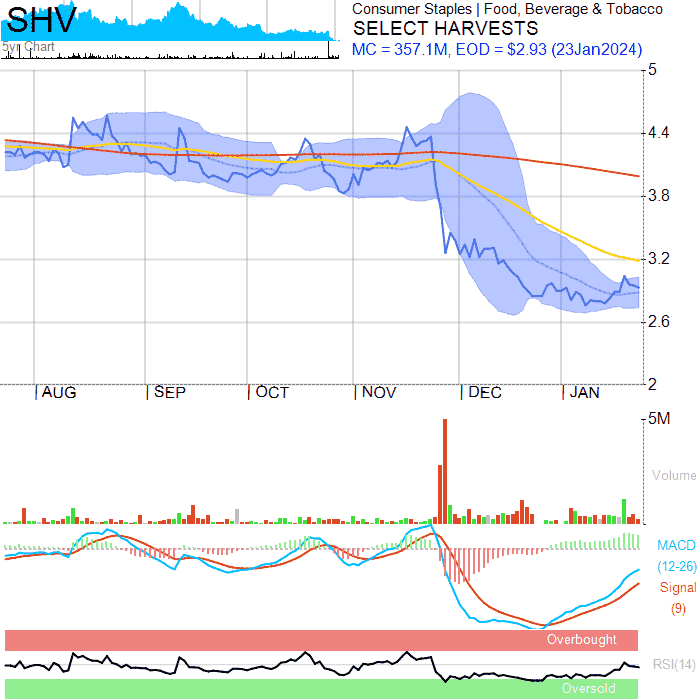 SHV
5yr Chart
Consumer Staples | Food, Beverage & Tobacco
SELECT HARVESTS
MC = 357.1M, EOD = $2.93 (23Jan2024)
5
4.4
3.8
3.2
2.6
2
AUG SEP OCT NOV DEC JAN
5M
Volume
MACD
(12-26)
Signal
(9)
Overbought
RSI(14)
Oversold